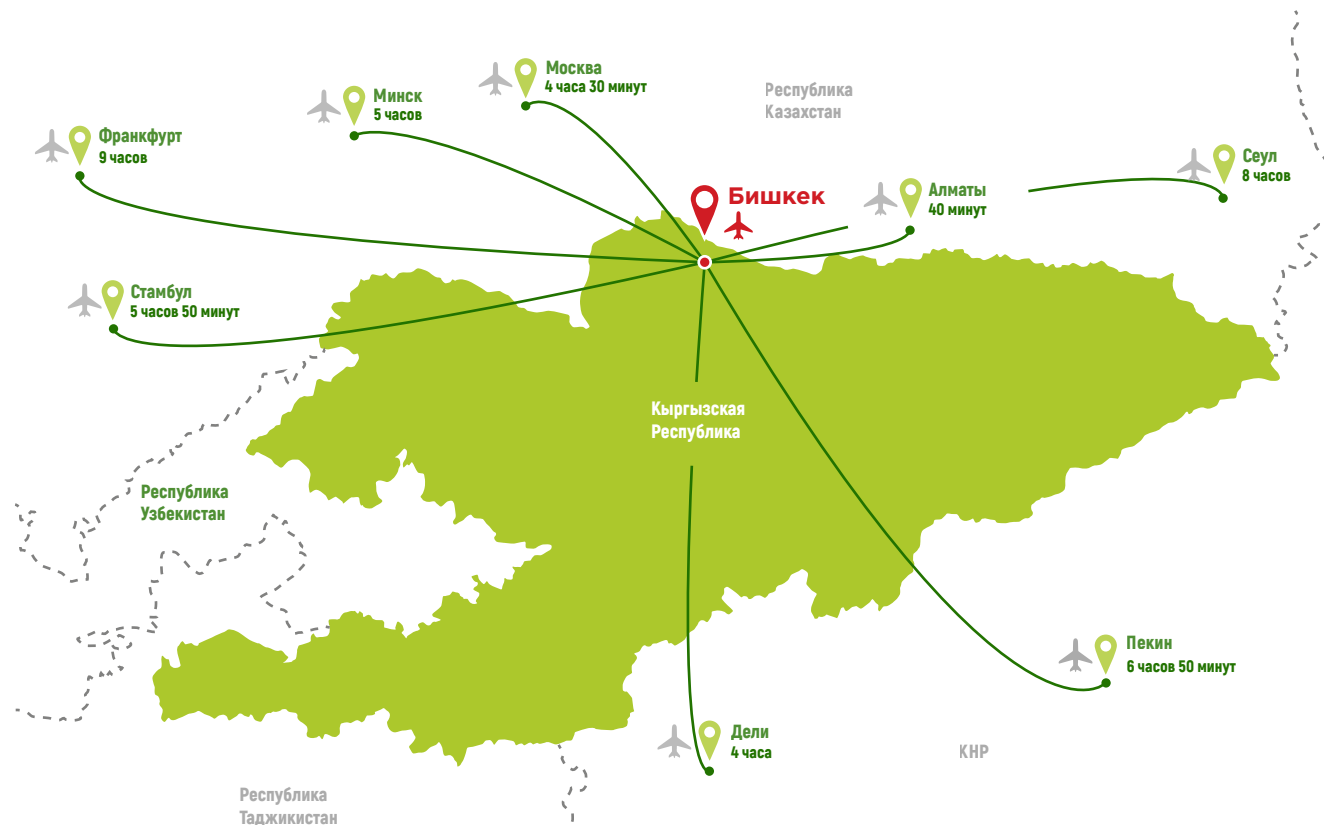 Москва
4 часа 30 минут
Республика
Казахстан
Минск
5 часов
Франкфурт
9 часов
Сеул
8 часов
Алматы
40 минут
Бишкек
Стамбул
5 часов 50 минут
Кыргызская
Республика
Республика
Узбекистан
Пекин
6 часов 50 минут
Дели
4 часа
КНР
Республика
Таджикистан